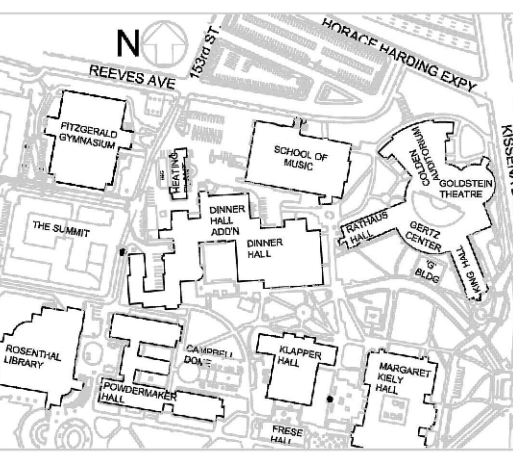 N
153rd ST.
HORACE HARDING EXPY
REEVES AVE
KISSENA
FITZGERALD
GYMNASIUM
HEATING
SCHOOL OF
MUSIC
COLDEN
AUDITORIUM
GOLDSTEIN
THEATRE
THE SUMMIT
DINNER
HALL
ADD'N
DINNER
HALL
RATHAUS
HALL
GERTZ
CENTER
"G"
BLDG
KING HALL
ROSENTHAL
LIBRARY
POWDERMAKER
HALL
CAMPBELL
DOME
KLAPPER
HALL
MARGARET
KIELY
HALL
FRESE
HALL